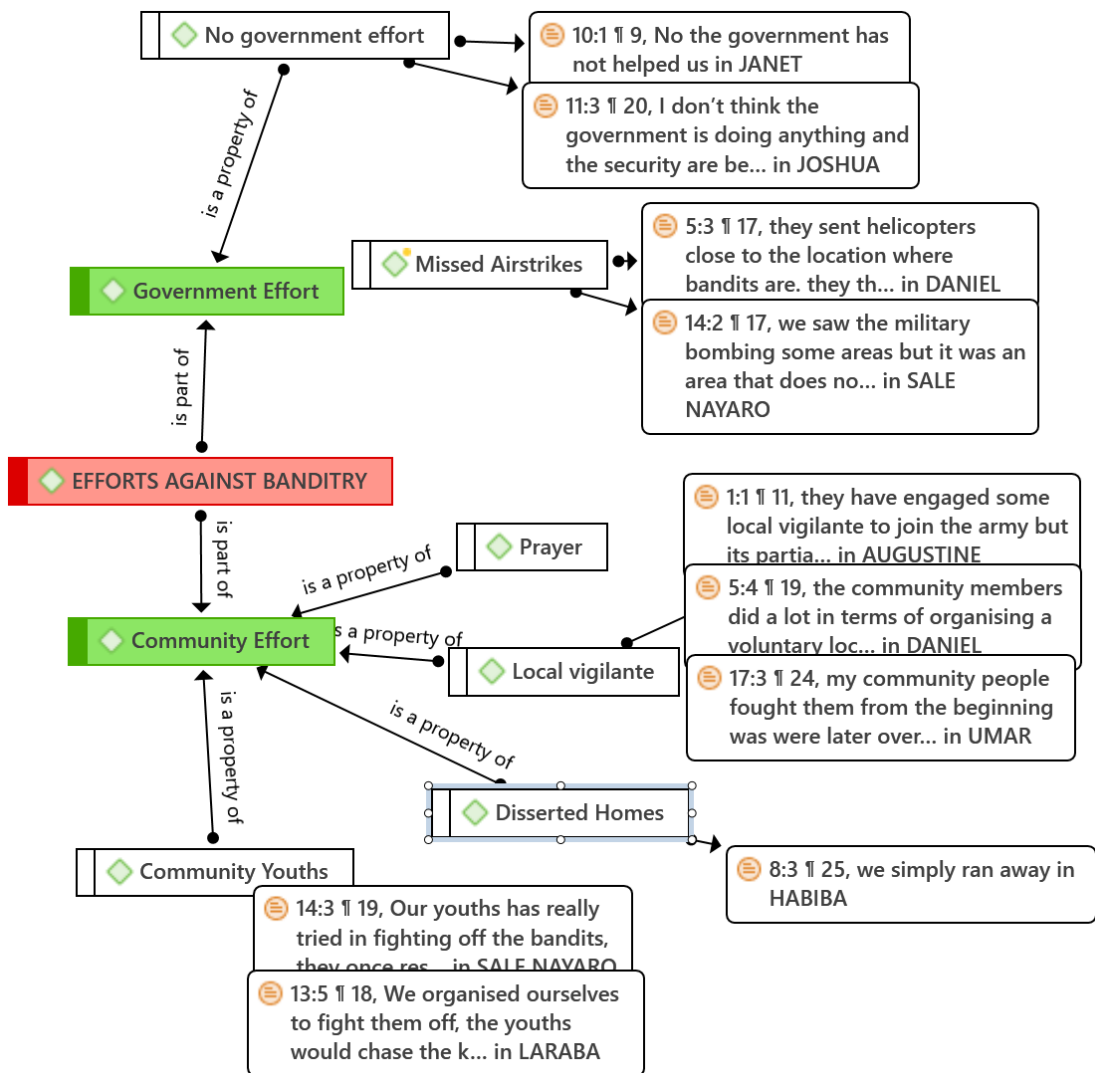 No government effort
10:1 ¶ 9, No the government has
not helped us in JANET
11:3 ¶ 20, I don’t think the
government is doing anything and
the security are be... in JOSHUA
is a property of
Missed Airstrikes
5:3 ¶ 17, they sent helicopters
close to the location where
bandits are. they th... in DANIEL
Government Effort
14:2 ¶ 17, we saw the military
bombing some areas but it was an
area that does no... in SALE
NAYARO
is part of
EFFORTS AGAINST BANDITRY
is part of
Prayer
is a property of
1:1 ¶ 11, they have engaged some
local vigilante to join the army but
its partia... in AUGUSTINE
5:4 ¶ 19, the community members
did a lot in terms of organising a
voluntary loc... in DANIEL
Community Effort
s a property of
Local vigilante
17:3 ¶ 24, my community people
fought them from the beginning
was were later over... in UMAR
is a property of
is a property of
Disserted Homes
8:3 ¶ 25, we simply ran away in
HABIBA
Community Youths
14:3 ¶ 19, Our youths has really
tried in fighting off the bandits,
they once res... in SALE NAYARO
13:5 ¶ 18, We organised ourselves
to fight them off, the youths
would chase the k... in LARABA